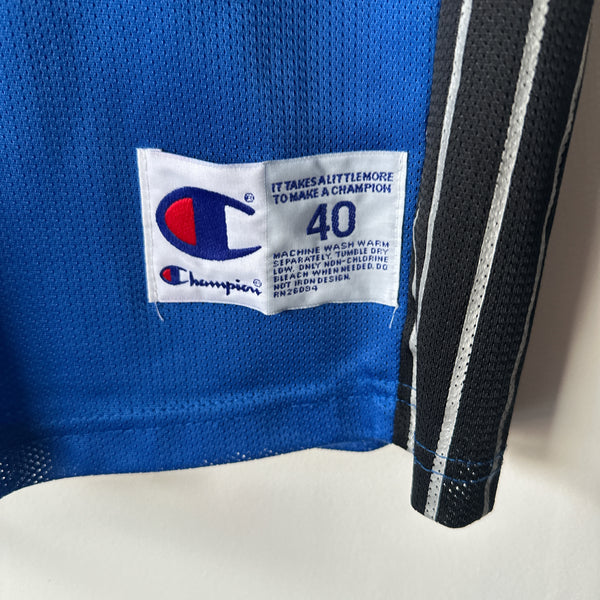 IT TAKES A LITTLE MORE
TO MAKE A CHAMPION
40
MACHINE WASH WARM
SEPARATELY, TUMBLE DRY
LOW. ONLY NON-CHLORINE
BLEACH WHEN NEEDED. DO
NOT IRON DESIGN.
RN26094
Champion